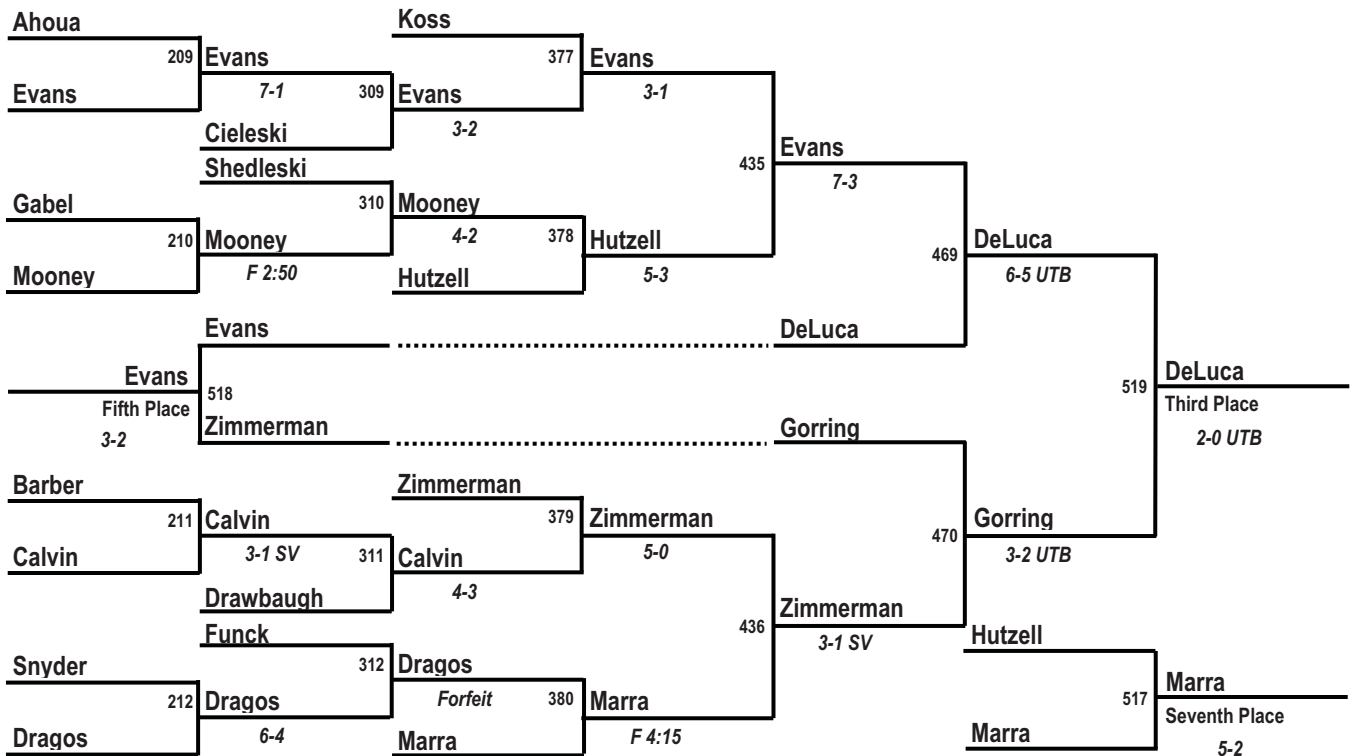 Ahoua
Koss
209 Evans
377 Evans
Evans
7-1
309 Evans
3-1
Cieleski
3-2
Shedleski
435 Evans
7-3
Gabel
310 Mooney
210 Mooney
4-2
378 Hutzell
469 DeLuca
Mooney
F 2:50
Hutzell
5-3
6-5 UTB
Evans
DeLuca
Evans
518
519 DeLuca
Fifth Place
Third Place
3-2
Zimmerman
Gorring
2-0 UTB
Barber
Zimmerman
211 Calvin
379 Zimmerman
470 Gorring
Calvin
3-1 SV
311 Calvin
5-0
3-2 UTB
Drawbaugh
4-3
Funck
436 Zimmerman
Hutzell
3-1 SV
Snyder
312 Dragos
212 Dragos
Forfeit
380 Marra
517 Marra
Seventh Place
Dragos
6-4
Marra
F 4:15
Marra
5-2